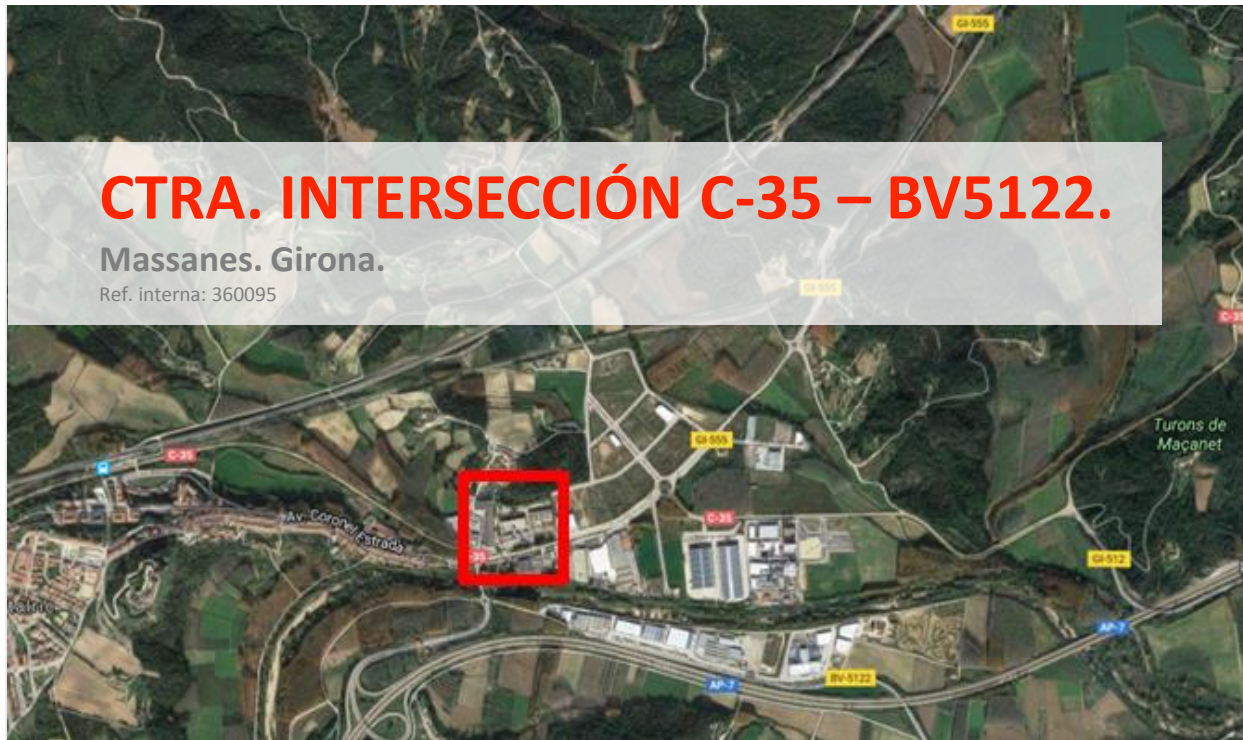 GI-555
CTRA. INTERSECCIÓN C-35 – BV5122.
Massanes. Girona.
Ref. interna: 360095
GI-555
C-35
Turons de
Maçanet
GI-555
C-35
Av. Coronel Estrada
C-35
-35
GI-512
AP-7
BV-5122
AP-7